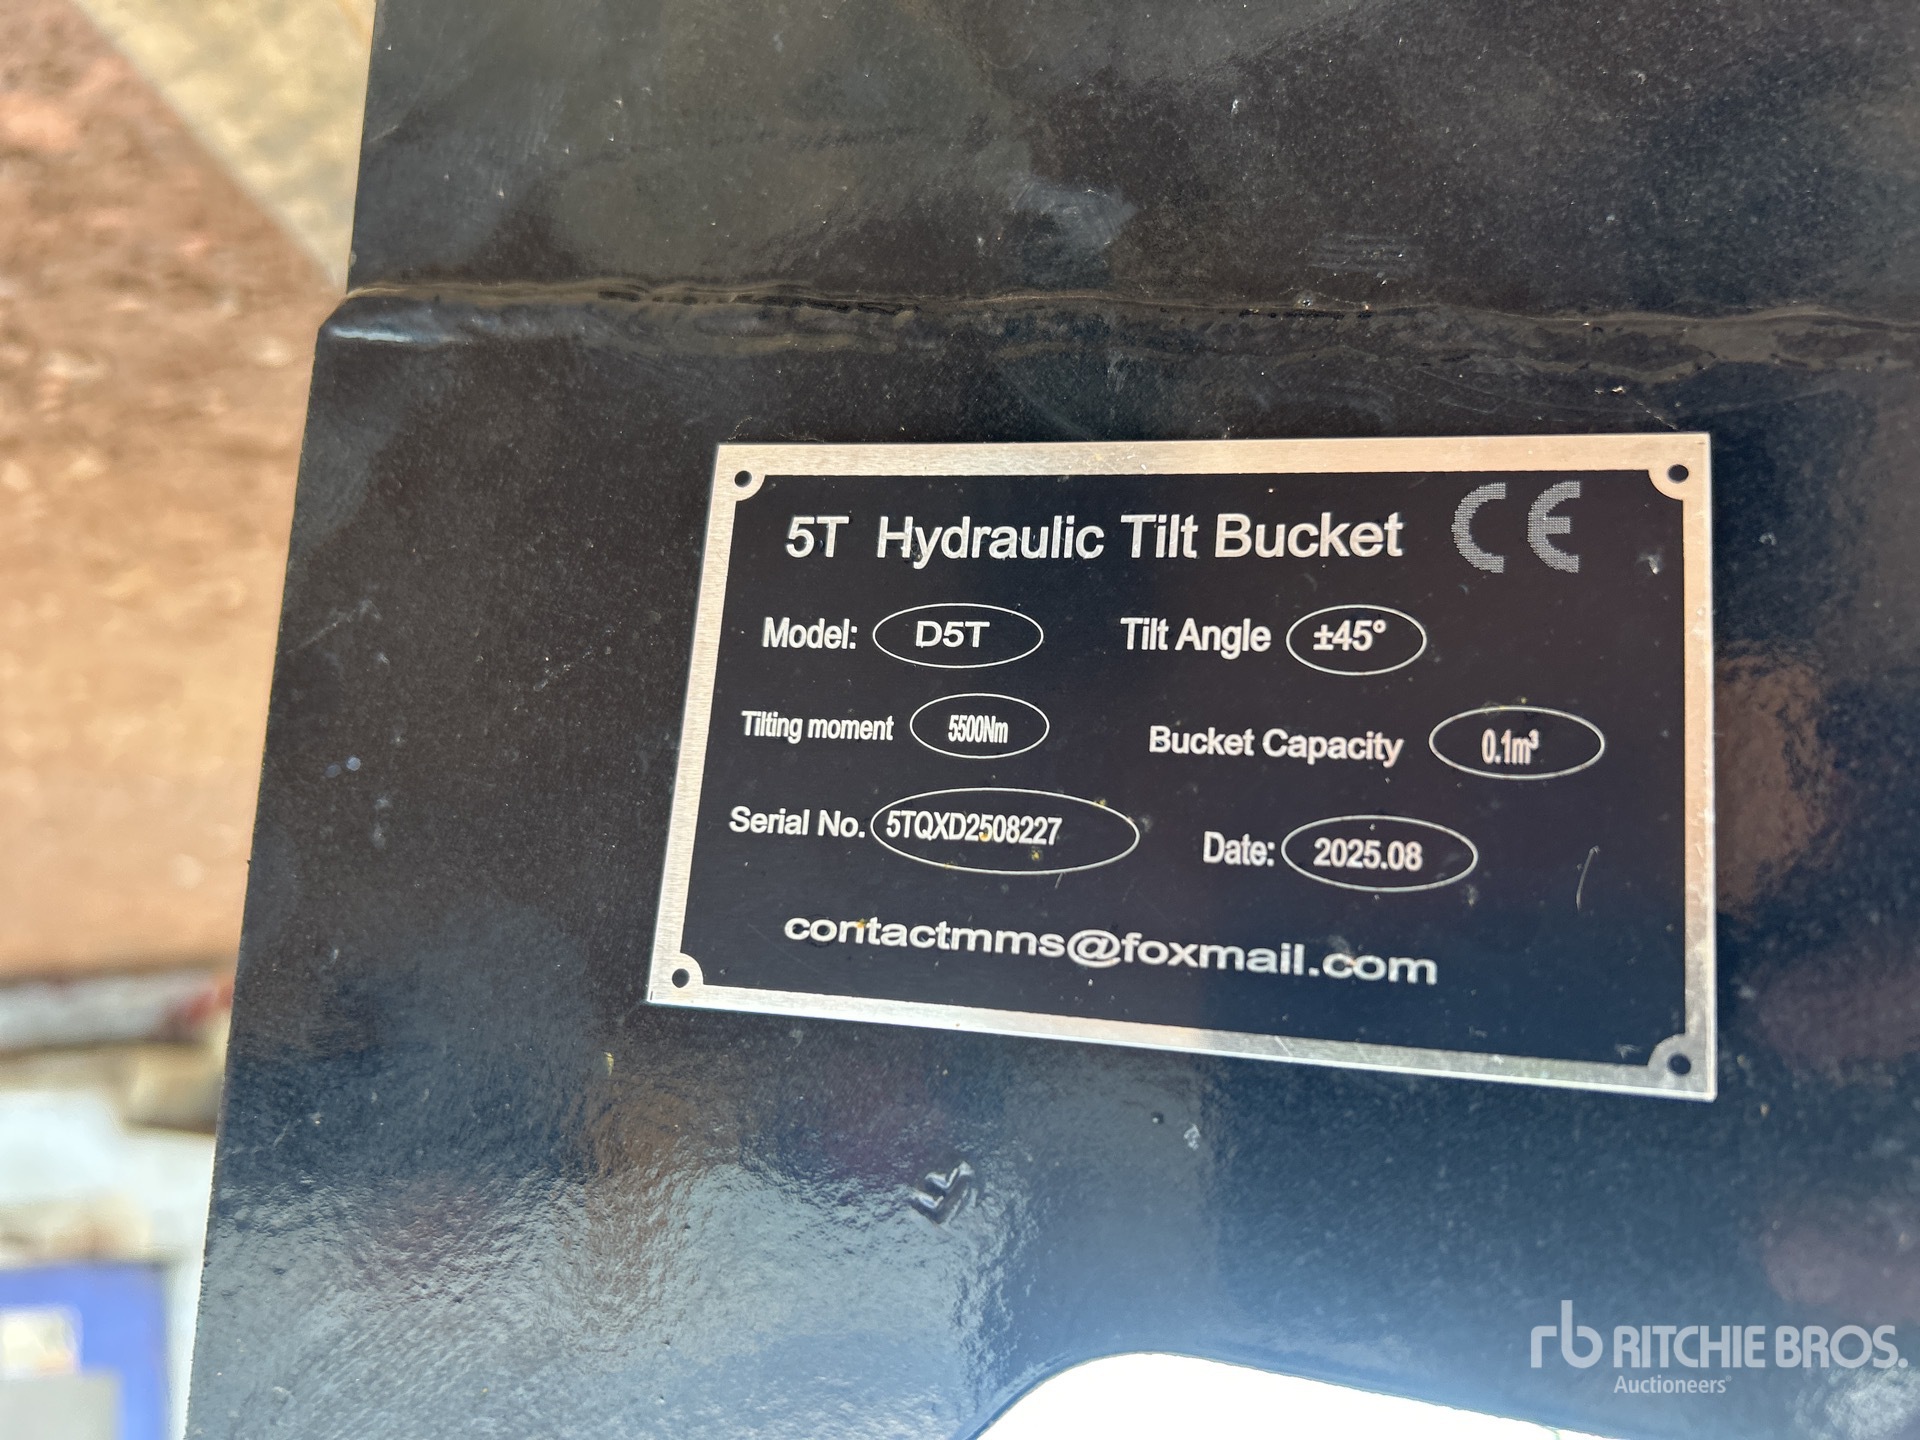 5T Hydraulic Tilt Bucket CE
Model: D5T Tilt Angle ±45°
Tilting moment 5500Nm Bucket Capacity 0.1m³
Serial No. 5TQXD2508227 Date: 2025.08
contactmms@foxmail.com
rb RITCHIE BROS.
Auctioneers